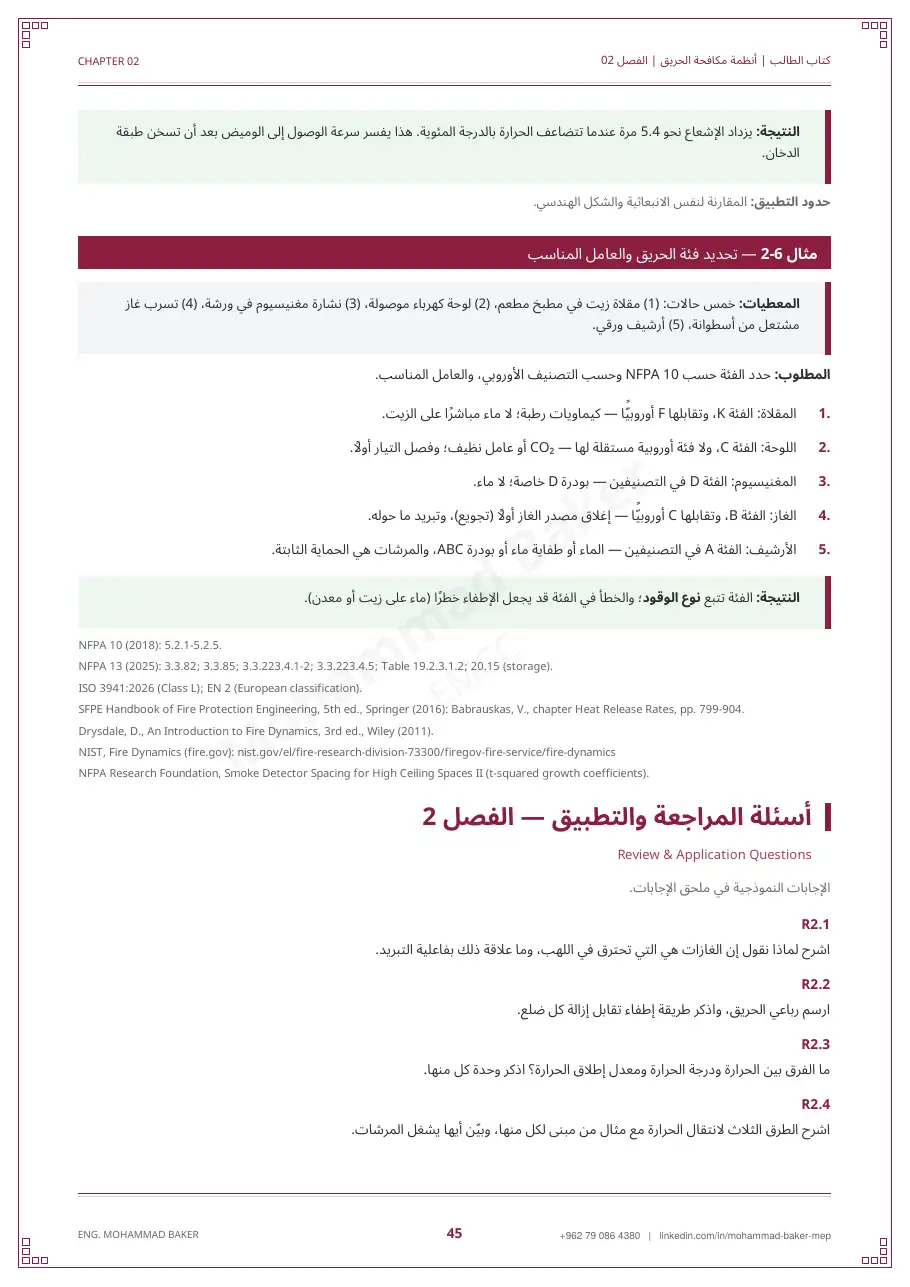 كتاب الطالب | أنظمة مكافحة الحريق | الفصل 02
CHAPTER 02
النتيجة: يزداد الإشعاع نحو 5.4 مرة عندما تتضاعف الحرارة بالدرجة المئوية. هذا يفسر سرعة الوصول إلى الوميض بعد أن تسخن طبقة
الدخان.
حدود التطبيق: المقارنة لنفس الانبعاثية والشكل الهندسي.
مثال 6-2 — تحديد فئة الحريق والعامل المناسب
المعطيات: خمس حالات: (1) مقلاة زيت في مطبخ مطعم، (2) لوحة كهرباء موصولة، (3) نشارة مغنيسيوم في ورشة، (4) تسرب غاز
مشتعل من أسطوانة، (5) أرشيف ورقي.
المطلوب: حدد الفئة حسب NFPA 10 وحسب التصنيف الأوروبي، والعامل المناسب.
1. المقلاة: الفئة K، وتقابلها F أوروبيًّا — كيماويات رطبة؛ لا ماء مباشرًا على الزيت.
2. اللوحة: الفئة C، ولا فئة أوروبية مستقلة لها — CO₂ أو عامل نظيف؛ وفصل التيار أولًا.
3. المغنيسيوم: الفئة D في التصنيفين — بودرة D خاصة؛ لا ماء.
4. الغاز: الفئة B، وتقابلها C أوروبيًّا — إغلاق مصدر الغاز أولًا (تجويع)، وتبريد ما حوله.
5. الأرشيف: الفئة A في التصنيفين — الماء أو طفاية ماء أو بودرة ABC، والمرشات هي الحماية الثابتة.
النتيجة: الفئة تتبع نوع الوقود؛ والخطأ في الفئة قد يجعل الإطفاء خطرًا (ماء على زيت أو معدن).
NFPA 10 (2018): 5.2.1-5.2.5.
NFPA 13 (2025): 3.3.82; 3.3.85; 3.3.223.4.1-2; 3.3.223.4.5; Table 19.2.3.1.2; 20.15 (storage).
ISO 3941:2026 (Class L); EN 2 (European classification).
SFPE Handbook of Fire Protection Engineering, 5th ed., Springer (2016): Babrauskas, V., chapter Heat Release Rates, pp. 799-904.
Drysdale, D., An Introduction to Fire Dynamics, 3rd ed., Wiley (2011).
NIST, Fire Dynamics (fire.gov): nist.gov/el/fire-research-division-73300/firegov-fire-service/fire-dynamics
NFPA Research Foundation, Smoke Detector Spacing for High Ceiling Spaces II (t-squared growth coefficients).
Mohammad Baker
EMCC
أسئلة المراجعة والتطبيق — الفصل 2
Review & Application Questions
الإجابات النموذجية في ملحق الإجابات.
R2.1
اشرح لماذا نقول إن الغازات هي التي تحترق في اللهب، وما علاقة ذلك بفاعلية التبريد.
R2.2
ارسم رباعي الحريق، واذكر طريقة إطفاء تقابل إزالة كل ضلع.
R2.3
ما الفرق بين الحرارة ودرجة الحرارة ومعدل إطلاق الحرارة؟ اذكر وحدة كل منها.
R2.4
اشرح الطرق الثلاث لانتقال الحرارة مع مثال من مبنى لكل منها، وبيّن أيها يشغل المرشات.
ENG. MOHAMMAD BAKER
45
+962 79 086 4380 | linkedin.com/in/mohammad-baker-mep